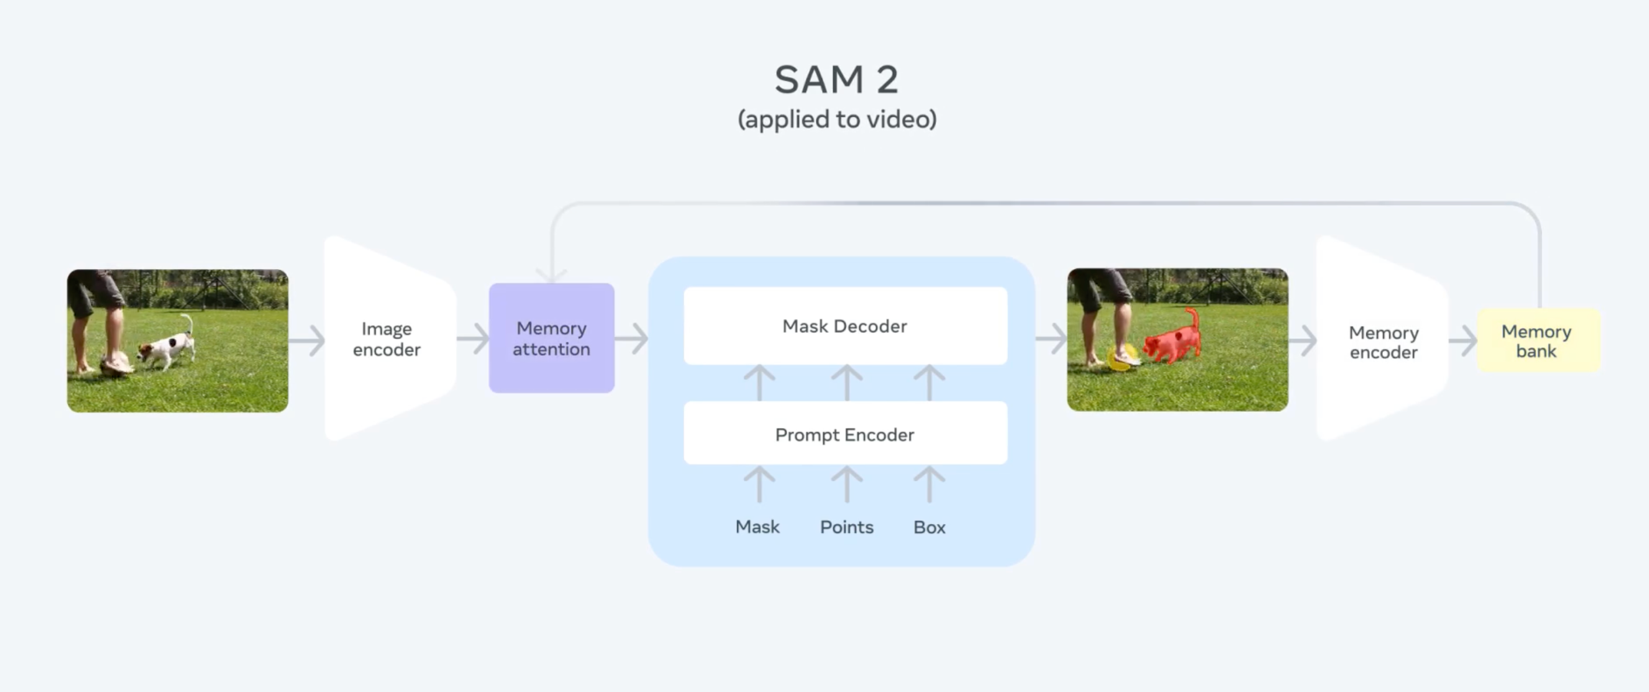 SAM 2
(applied to video)
Image
encoder
Memory
attention
Mask Decoder
Prompt Encoder
Mask
Points
Box
Memory
encoder
Memory
bank